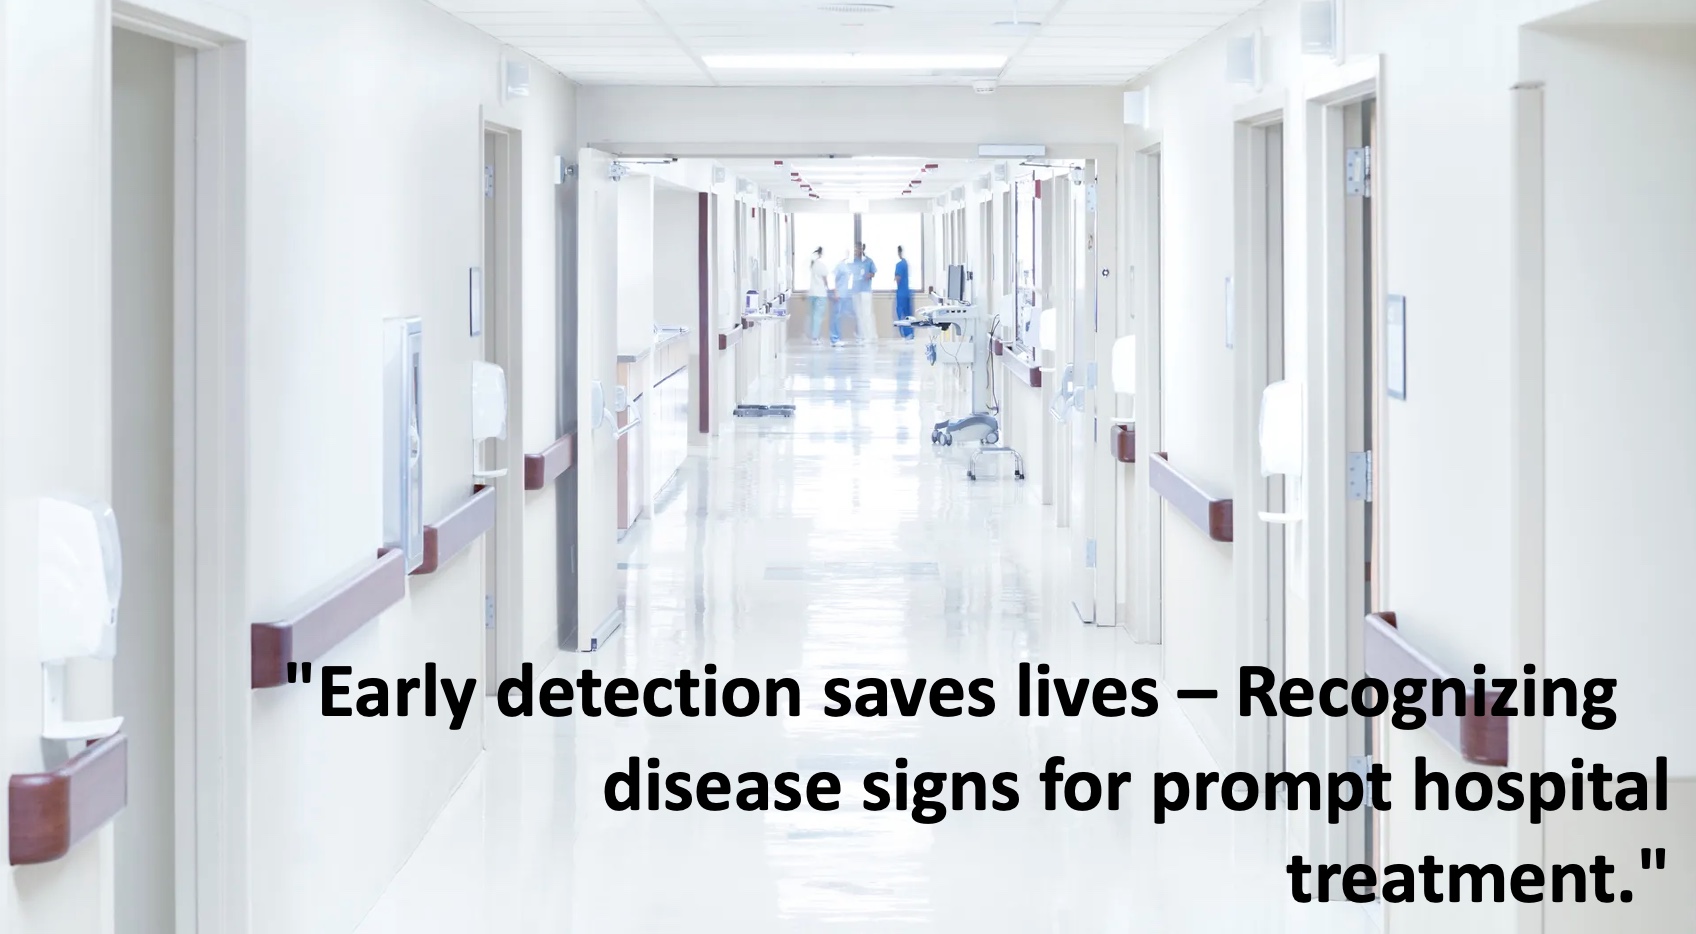 "Early detection saves lives – Recognizing
disease signs for prompt hospital
treatment."